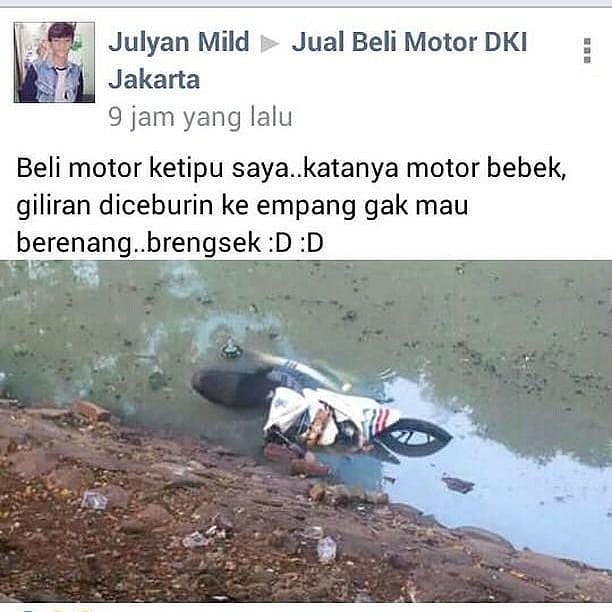 Julyan Mild ▶ Jual Beli Motor DKI
Jakarta
9 jam yang lalu
Beli motor ketipu saya..katanya motor bebek,
giliran diceburin ke empang gak mau
berenang..brengsek :D :D